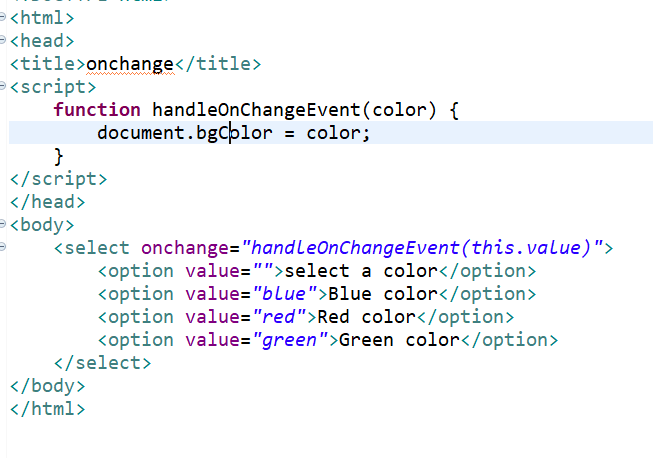 <html>
<head>
<title>onchange</title>
<script>
function handleOnChangeEvent(color) {
document.bgColor = color;
}
</script>
</head>
<body>
<select onchange="handleOnChangeEvent(this.value)">
<option value="">select a color</option>
<option value="blue">Blue color</option>
<option value="red">Red color</option>
<option value="green">Green color</option>
</select>
</body>
</html>